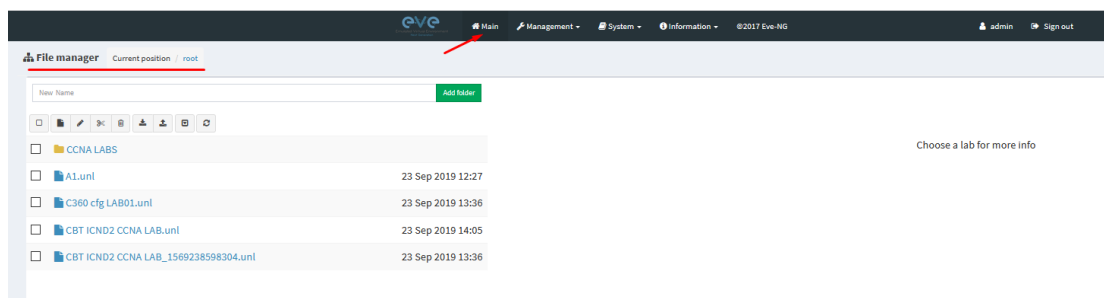 eve Main Management System Information ©2017 Eve-NG admin Sign out
File manager Current position / root
New Name Add folder
CCNA LABS
Choose a lab for more info
A1.unl 23 Sep 2019 12:27
C360 cfg LAB01.unl 23 Sep 2019 13:36
CBT ICND2 CCNA LAB.unl 23 Sep 2019 14:05
CBT ICND2 CCNA LAB_1569238598304.unl 23 Sep 2019 13:36